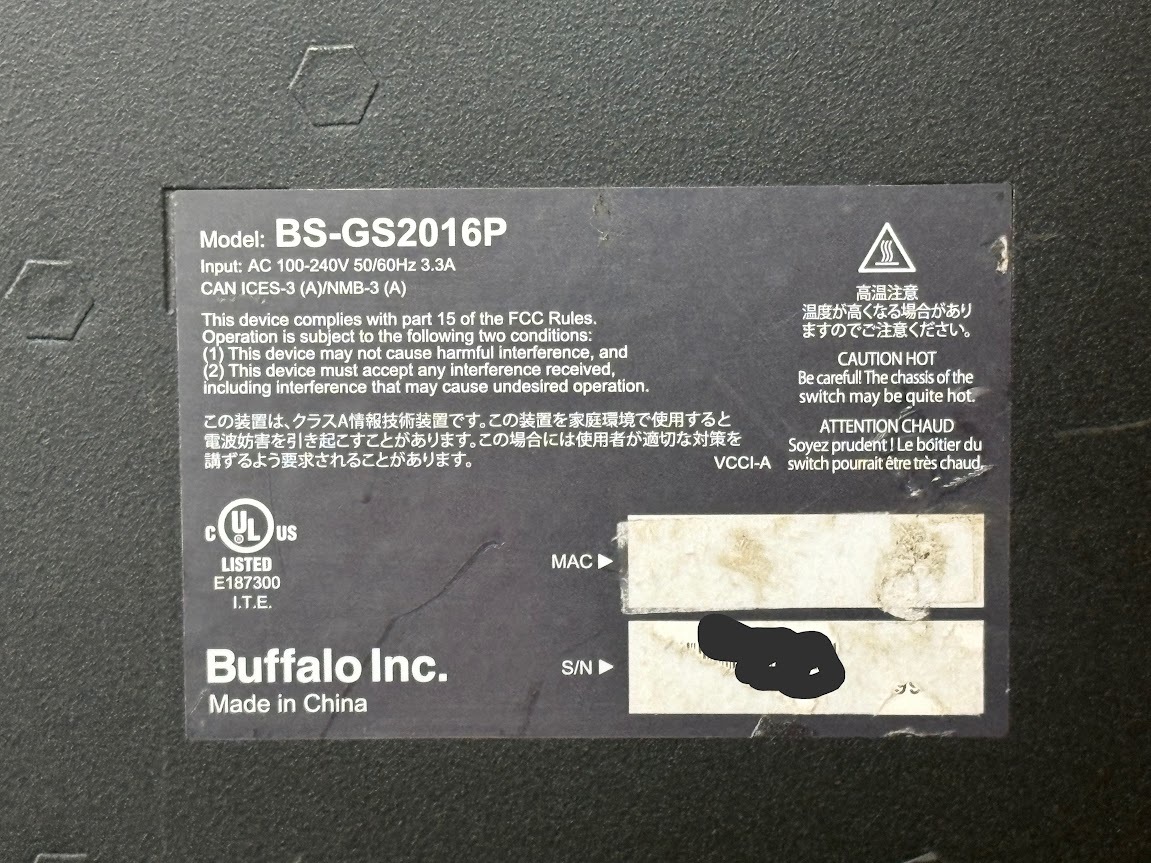 Model: BS-GS2016P
Input: AC 100-240V 50/60Hz 3.3A
CAN ICES-3 (A)/NMB-3 (A)
This device complies with part 15 of the FCC Rules.
Operation is subject to the following two conditions:
(1) This device may not cause harmful interference, and
(2) This device must accept any interference received,
including interference that may cause undesired operation.
この装置は、クラスA情報技術装置です。この装置を家庭環境で使用すると
電波妨害を引き起こすことがあります。この場合には使用者が適切な対策を
講ずるよう要求されることがあります。
VCCI-A
高温注意
温度が高くなる場合があり
ますのでご注意ください。
CAUTION HOT
Be careful! The chassis of the
switch may be quite hot.
ATTENTION CHAUD
Soyez prudent ! Le boîtier du
switch pourrait être très chaud.
C UL US
®
LISTED
E187300
I.T.E.
MAC ▶
S/N ▶
Buffalo Inc.
Made in China